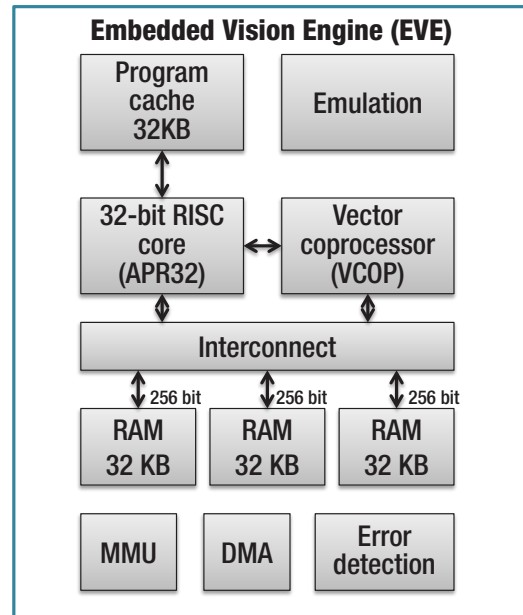 Embedded Vision Engine (EVE)
Program
cache
32KB
Emulation
32-bit RISC
core
(APR32)
Vector
coprocessor
(VCOP)
Interconnect
256 bit
256 bit
256 bit
RAM
32 KB
RAM
32 KB
RAM
32 KB
MMU
DMA
Error
detection